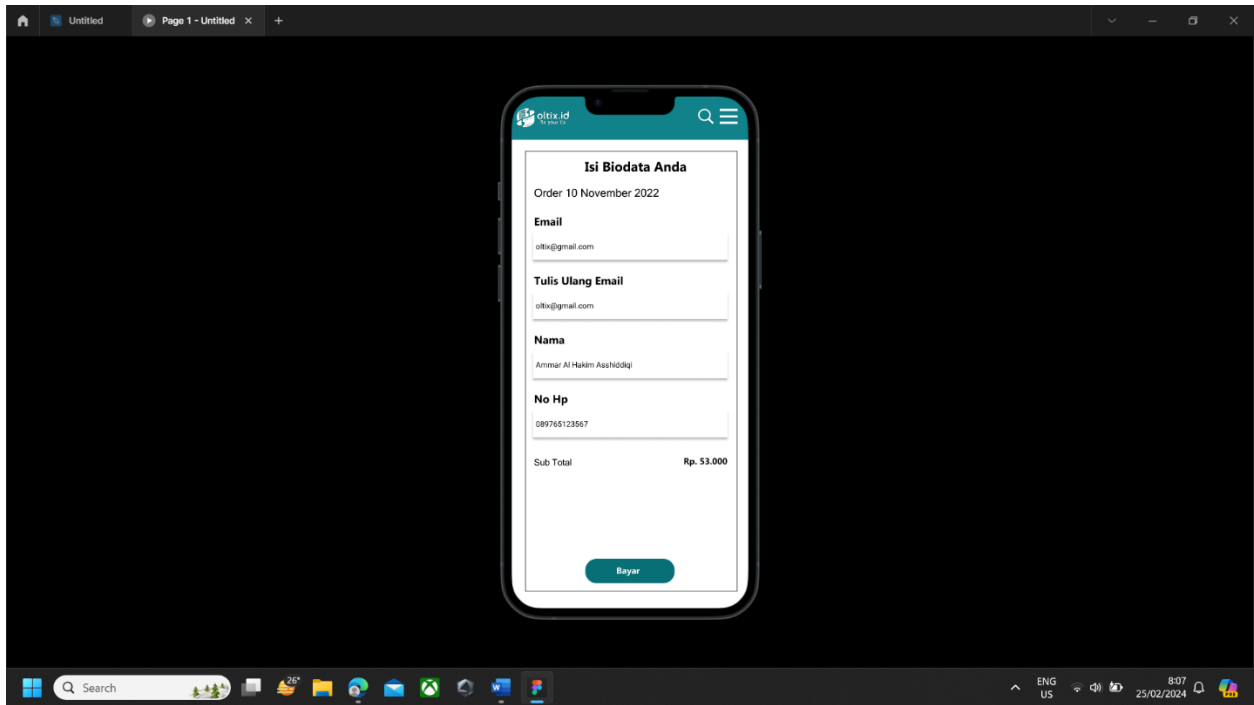 Untitled
Page 1 - Untitled
oltix.id
Isi Biodata Anda
Order 10 November 2022
Email
oltix@gmail.com
Tulis Ulang Email
oltix@gmail.com
Nama
Ammar Al Hakim Asshiddiqi
No Hp
089765123567
Sub Total Rp. 53.000
Bayar
Search
26°
ENG
US
8:07
25/02/2024